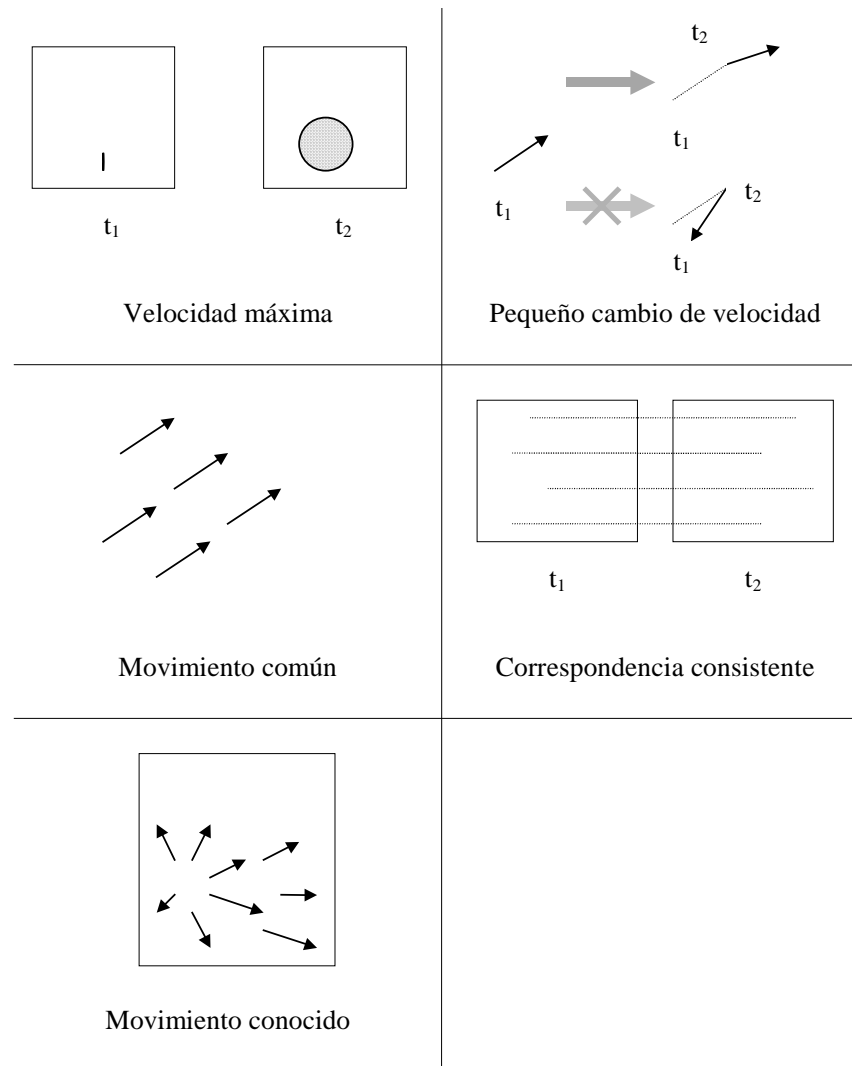 t₁
t₂
Velocidad máxima
t₂
t₁
t₁
t₂
t₁
Pequeño cambio de velocidad
Movimiento común
t₁
t₂
Correspondencia consistente
Movimiento conocido